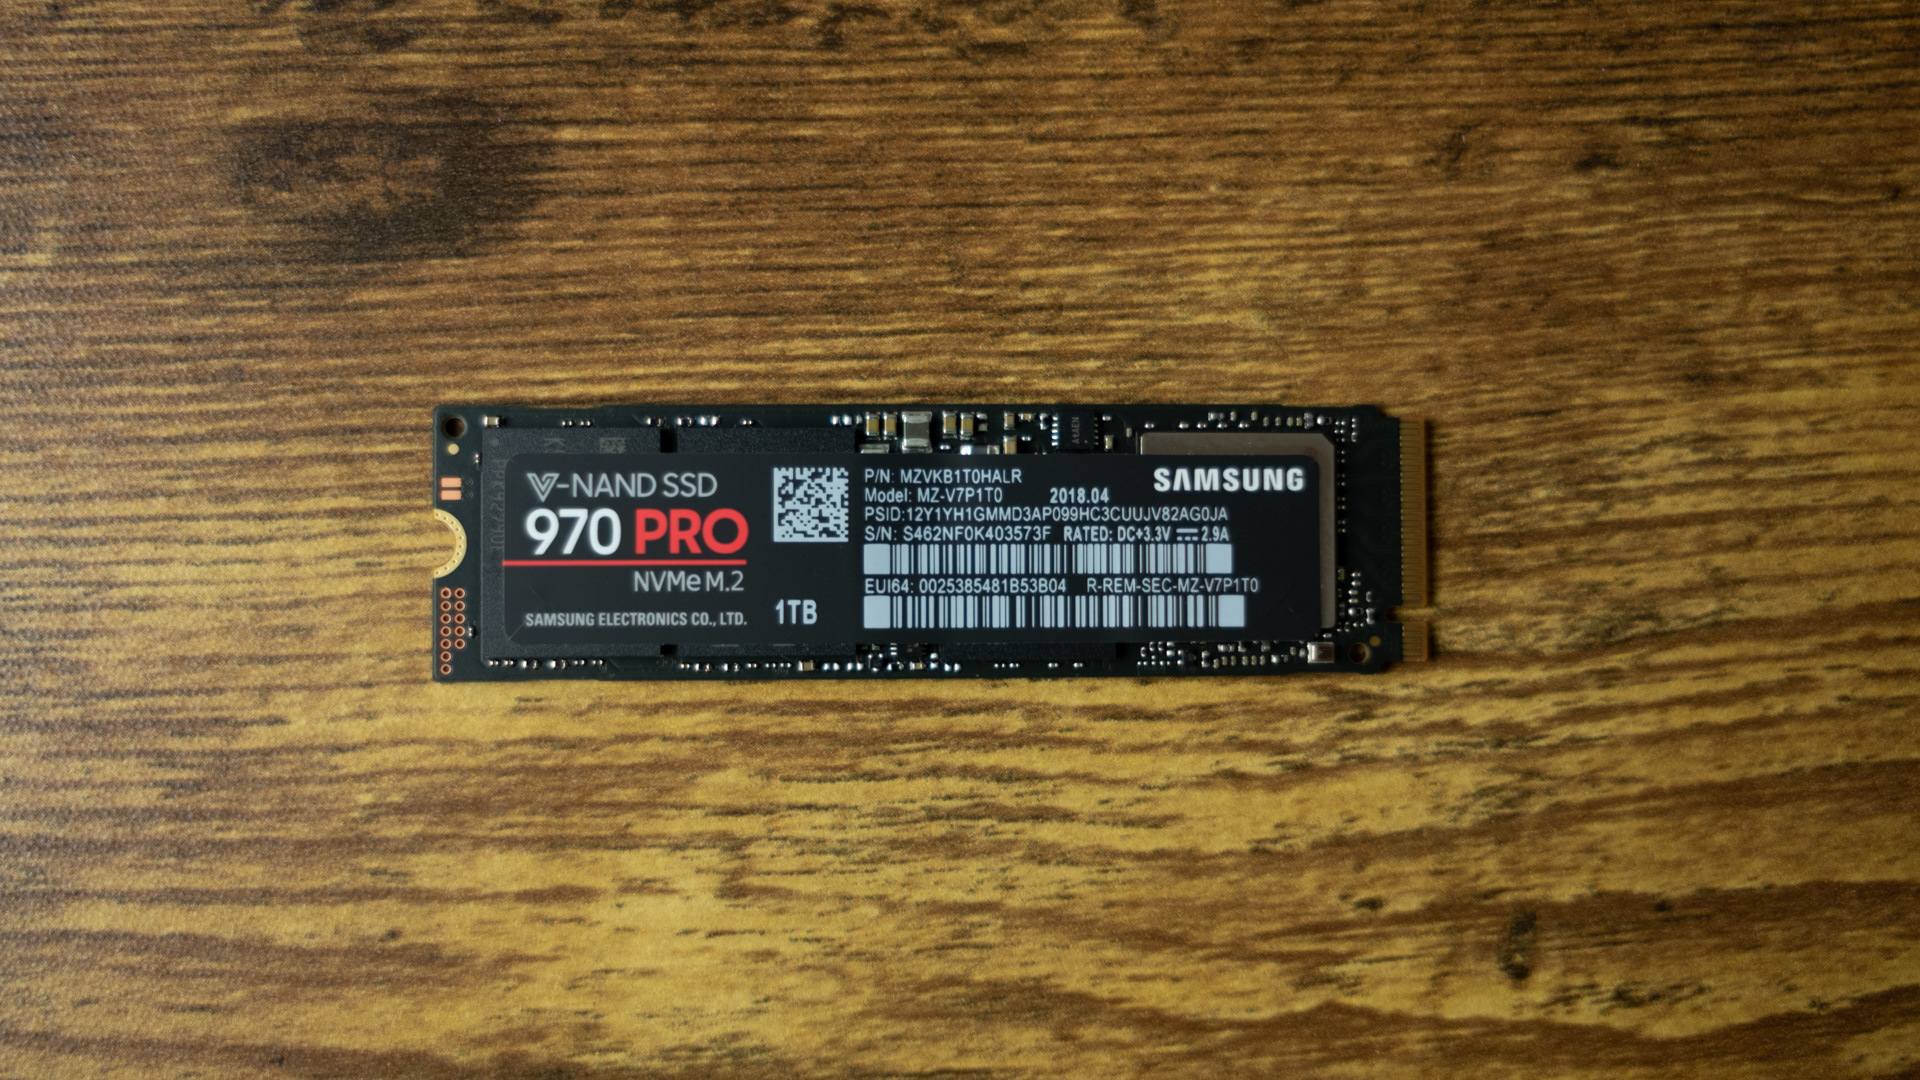 V-NAND SSD
970 PRO
NVMe M.2
SAMSUNG ELECTRONICS CO., LTD.
1TB
P/N: MZVKB1T0HALR
Model: MZ-V7P1T0 2018.04
PSID:12Y1YH1GMMD3AP099HC3CUUJV82AG0JA
S/N: S462NF0K403573F RATED: DC+3.3V 2.9A
EUI64: 0025385481B53B04 R-REM-SEC-MZ-V7P1T0
SAMSUNG